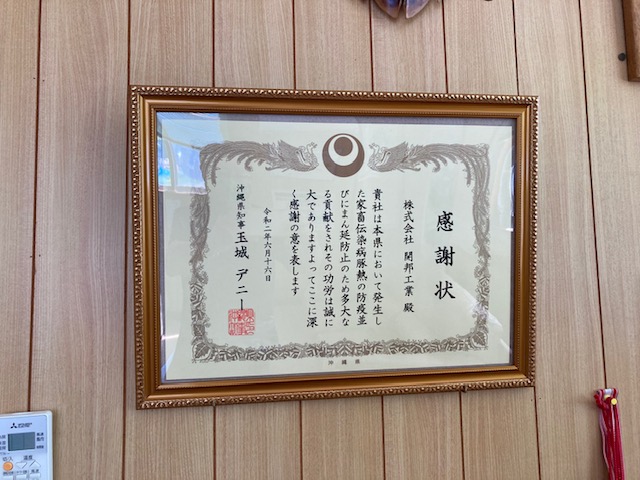 感謝状
株式会社 開邦工業 殿
貴社は本県において発生し
た家畜伝染病豚熱の防疫並
びにまん延防止のため多大な
る貢献をされその功労は誠に
大でありますよってここに深
く感謝の意を表します
令和二年六月十六日
沖縄県知事 玉城 デニー
沖縄県
MITSUBISHI